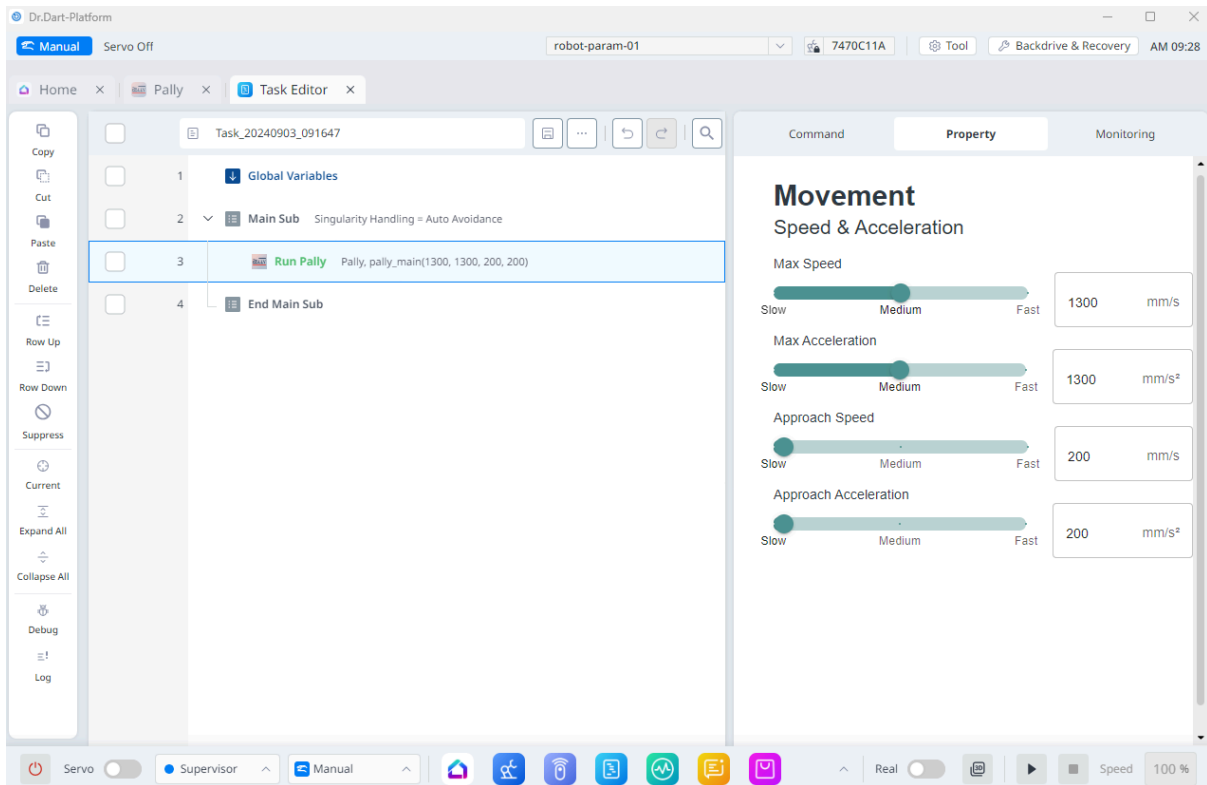 Dr.Dart-Platform
Manual Servo Off robot-param-01 7470C11A Tool Backdrive & Recovery AM 09:28
Home Pally Task Editor
Copy
Cut
Paste
Delete
Row Up
Row Down
Suppress
Current
Expand All
Collapse All
Debug
Log
Task_20240903_091647
1 Global Variables
2 Main Sub Singularity Handling = Auto Avoidance
3 Run Pally Pally, pally_main(1300, 1300, 200, 200)
4 End Main Sub
Command Property Monitoring
Movement
Speed & Acceleration
Max Speed
Slow Medium Fast 1300 mm/s
Max Acceleration
Slow Medium Fast 1300 mm/s²
Approach Speed
Slow Medium Fast 200 mm/s
Approach Acceleration
Slow Medium Fast 200 mm/s²
Servo Supervisor Manual Real 3D Speed 100 %